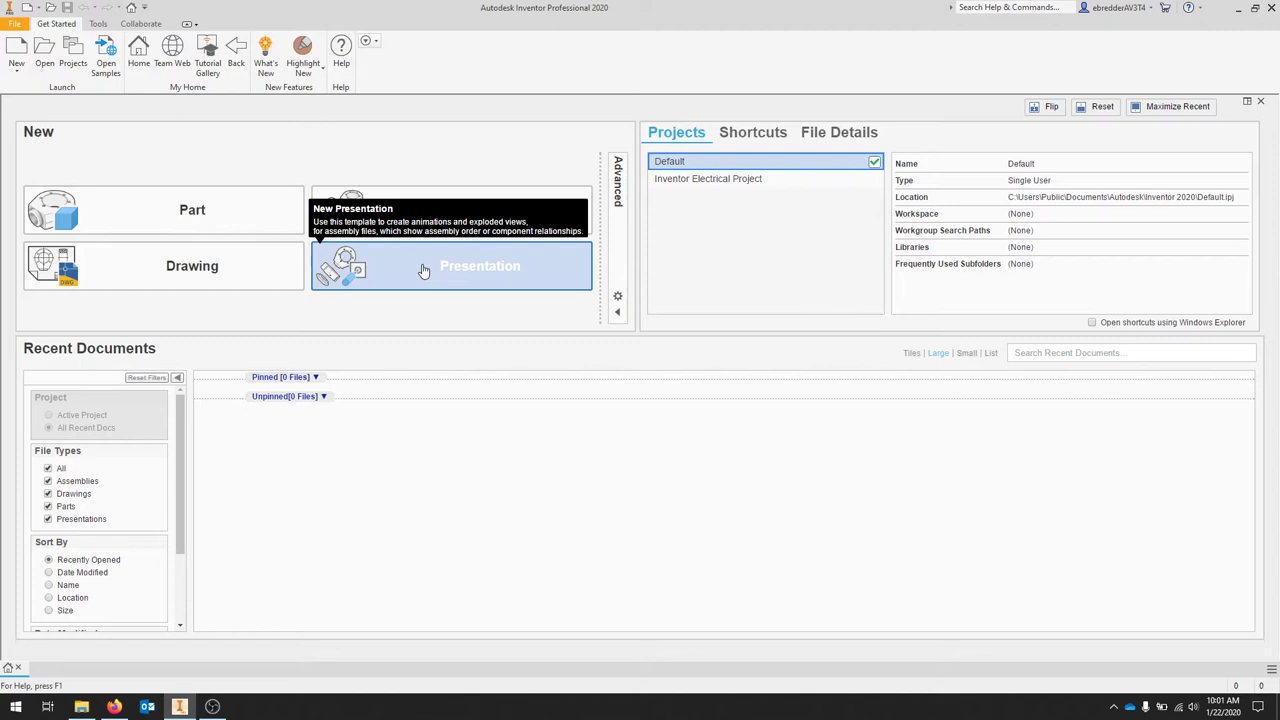 Autodesk Inventor Professional 2020
Search Help & Commands...
ebredderAV3T4
File
Get Started
Tools
Collaborate
New
Open
Projects
Open Samples
Home
Team Web
Tutorial Gallery
Back
What's New
Highlight New
Help
Launch
My Home
New Features
Help
Flip
Reset
Maximize Recent
New
Part
New Presentation
Use this template to create animations and exploded views,
for assembly files, which show assembly order or component relationships.
Drawing
DWG
Presentation
Advanced
Projects
Shortcuts
File Details
Default
Inventor Electrical Project
Name Default
Type Single User
Location C:\Users\Public\Documents\Autodesk\Inventor 2020\Default.ipj
Workspace (None)
Workgroup Search Paths (None)
Libraries (None)
Frequently Used Subfolders (None)
Open shortcuts using Windows Explorer
Recent Documents
Tiles | Large | Small | List
Search Recent Documents...
Reset Filters
Pinned [0 Files]
Unpinned[0 Files]
Project
Active Project
All Recent Docs
File Types
All
Assemblies
Drawings
Parts
Presentations
Sort By
Recently Opened
Date Modified
Name
Location
Size
For Help, press F1
0 0
10:01 AM
1/22/2020